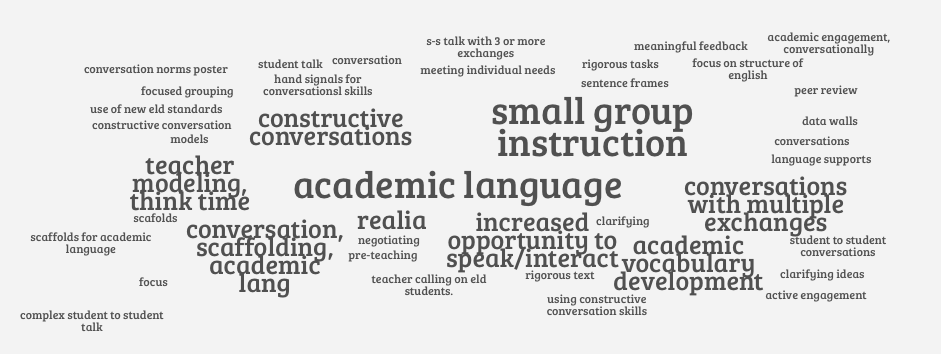 s-s talk with 3 or more
exchanges
academic engagement,
conversationally
meaningful feedback
student talk
conversation
conversation norms poster
meeting individual needs
rigorous tasks
focus on structure of
english
hand signals for
conversationsl skills
sentence frames
focused grouping
peer review
use of new eld standards
constructive
conversations
small group
instruction
constructive conversation
models
data walls
conversations
language supports
teacher
modeling,
think time
academic language
conversations
with multiple
exchanges
scafolds
realia
increased
opportunity to
speak/interact
clarifying
scaffolds for academic
language
conversation,
scaffolding,
academic
lang
negotiating
pre-teaching
academic
vocabulary
development
student to student
conversations
focus
teacher calling on eld
students.
rigorous text
clarifying ideas
using constructive
conversation skills
active engagement
complex student to student
talk